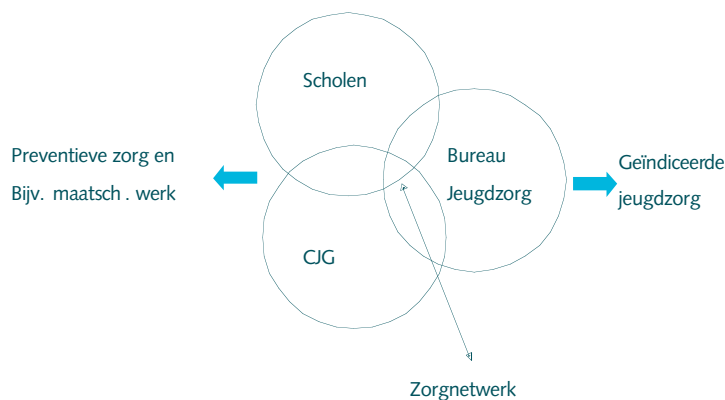 Scholen
Preventieve zorg en
Bijv. maatsch . werk
Bureau
Jeugdzorg
Geïndiceerde
jeugdzorg
CJG
Zorgnetwerk